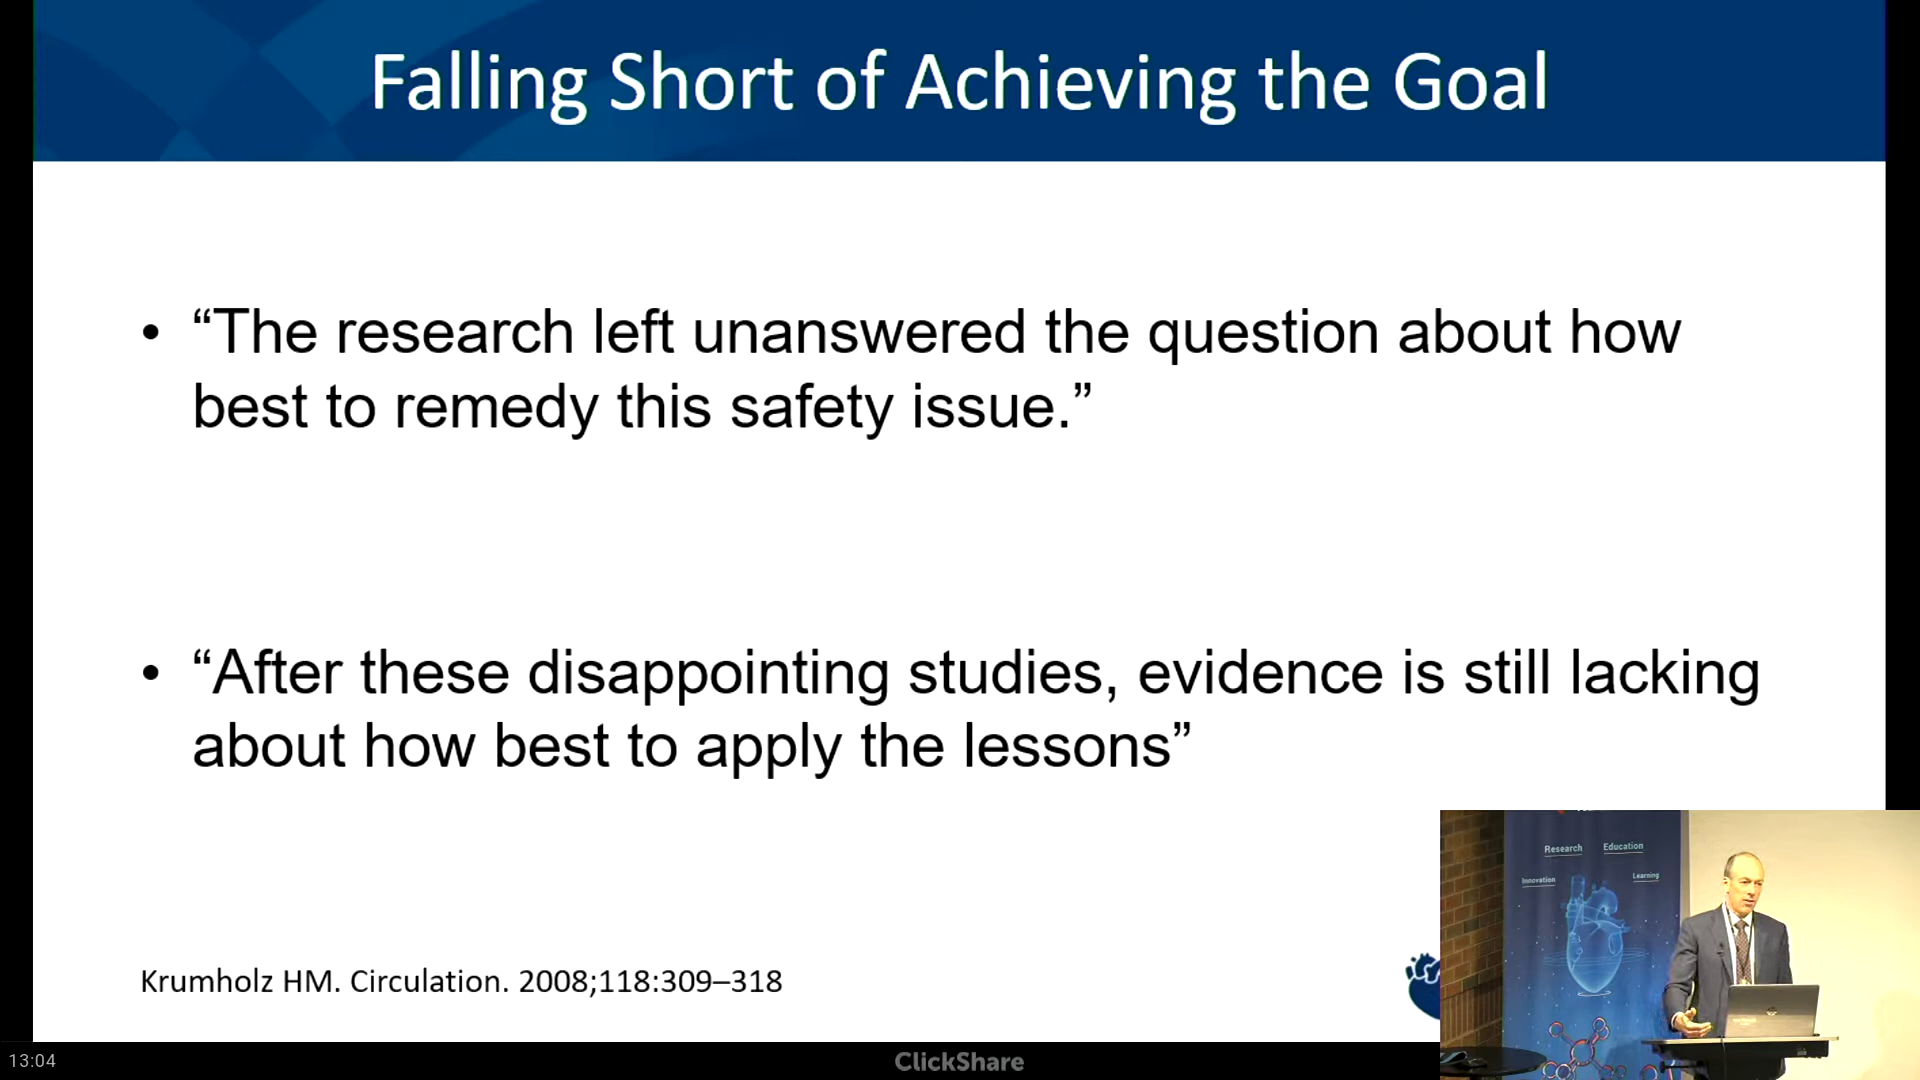 Falling Short of Achieving the Goal
• “The research left unanswered the question about how
best to remedy this safety issue.”
• “After these disappointing studies, evidence is still lacking
about how best to apply the lessons”
Krumholz HM. Circulation. 2008;118:309–318
Research Education
Innovation Learning
13:04
ClickShare